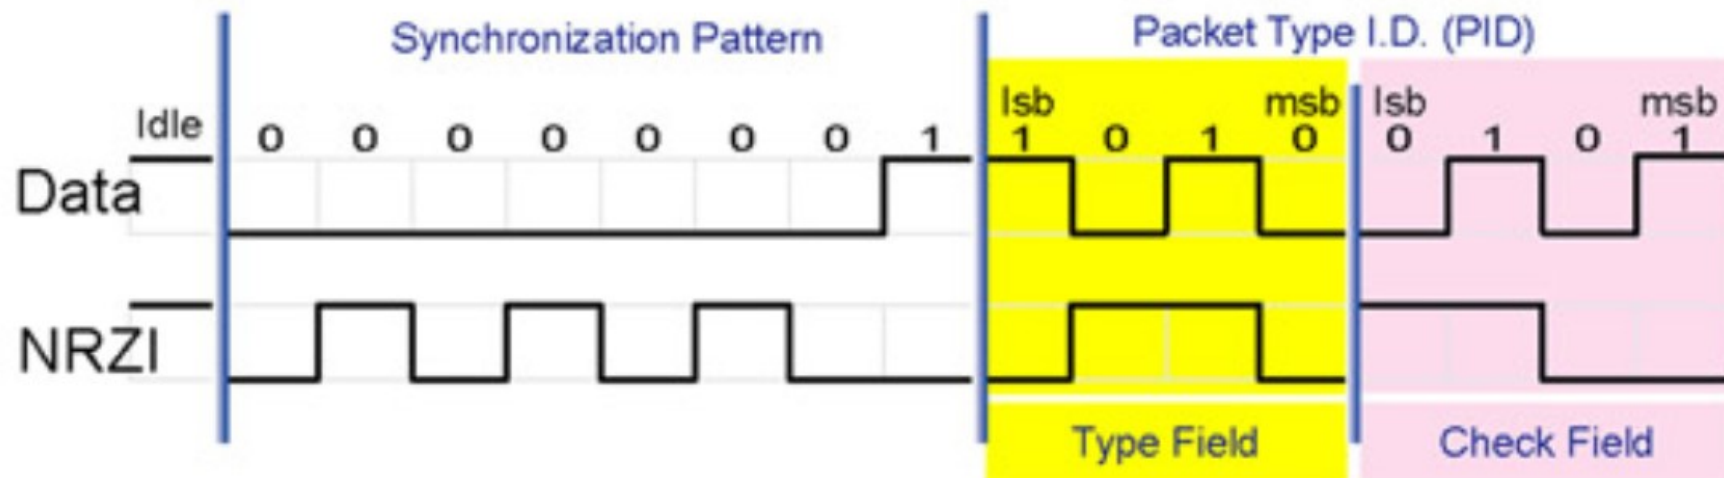 Synchronization Pattern Packet Type I.D. (PID)
lsb msb lsb msb
Idle 0 0 0 0 0 0 0 1 1 0 1 0 0 1 0 1
Data
NRZI
Type Field Check Field